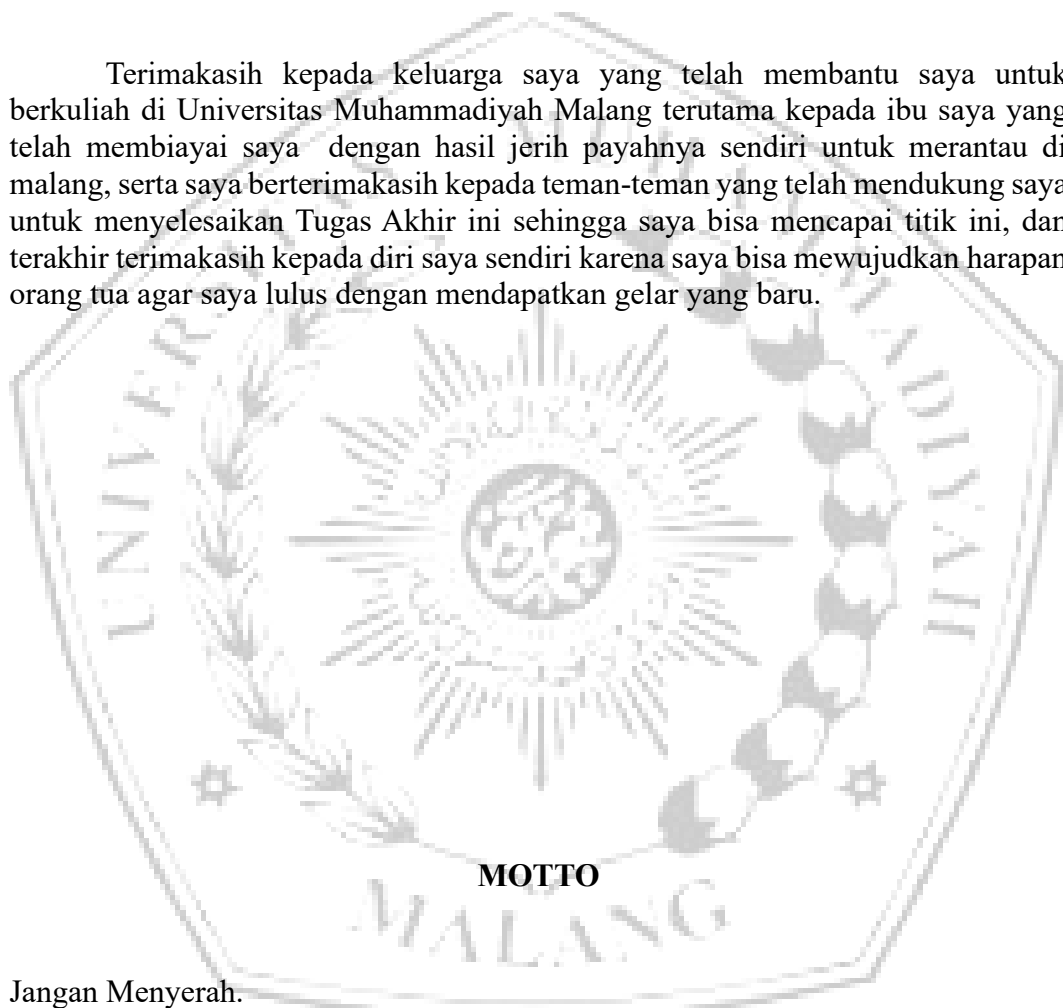 Terimakasih kepada keluarga saya yang telah membantu saya untuk
berkuliah di Universitas Muhammadiyah Malang terutama kepada ibu saya yang
telah membiayai saya dengan hasil jerih payahnya sendiri untuk merantau di
malang, serta saya berterimakasih kepada teman-teman yang telah mendukung saya
untuk menyelesaikan Tugas Akhir ini sehingga saya bisa mencapai titik ini, dan
terakhir terimakasih kepada diri saya sendiri karena saya bisa mewujudkan harapan
orang tua agar saya lulus dengan mendapatkan gelar yang baru.
UNIVERSITAS MUHAMMADIYAH
MOTTO
MALANG
Jangan Menyerah.